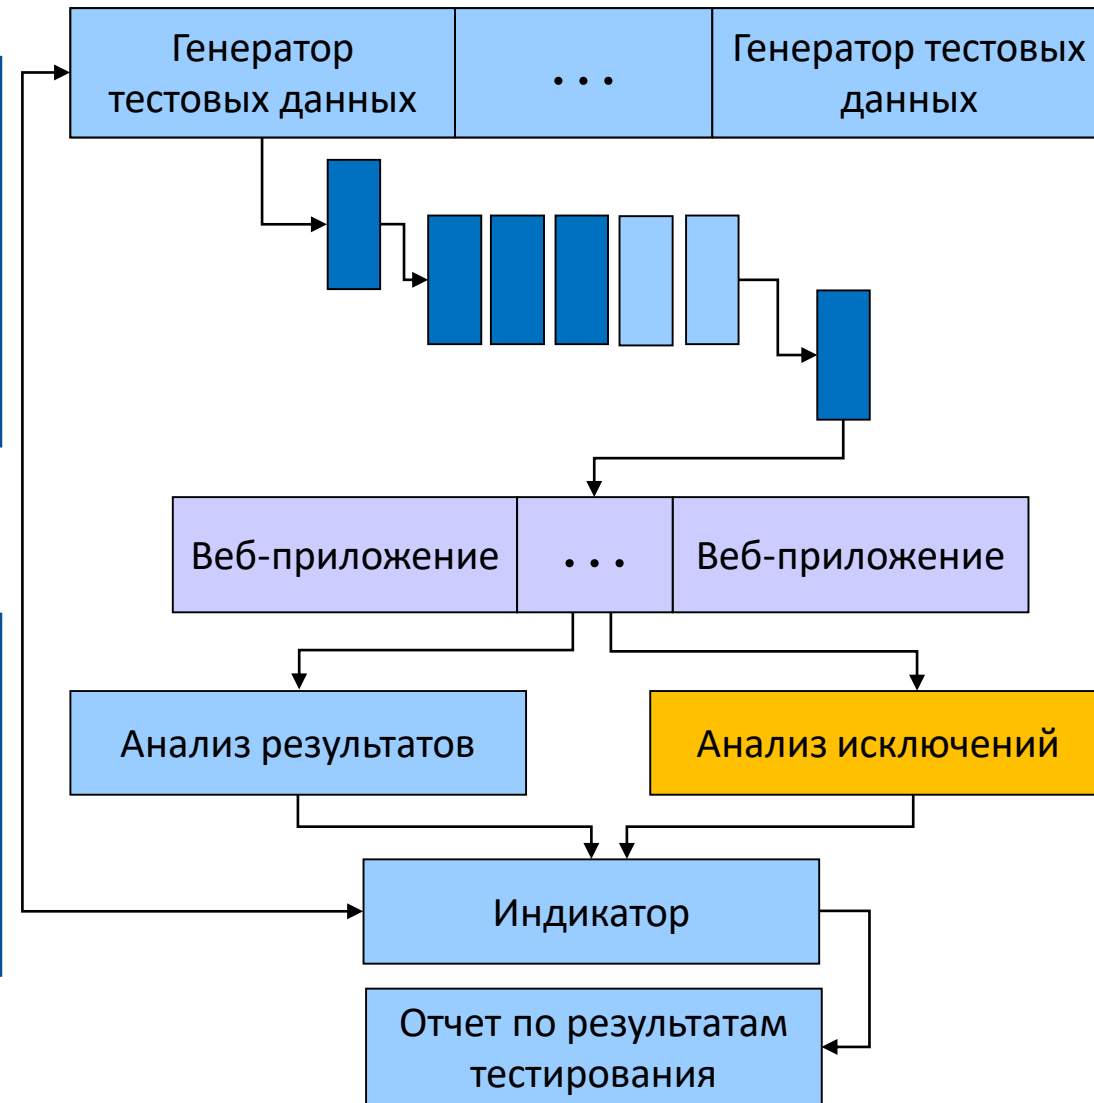 Генератор
тестовых данных
. . .
Генератор тестовых
данных
Веб-приложение
. . .
Веб-приложение
Анализ результатов
Анализ исключений
Индикатор
Отчет по результатам
тестирования